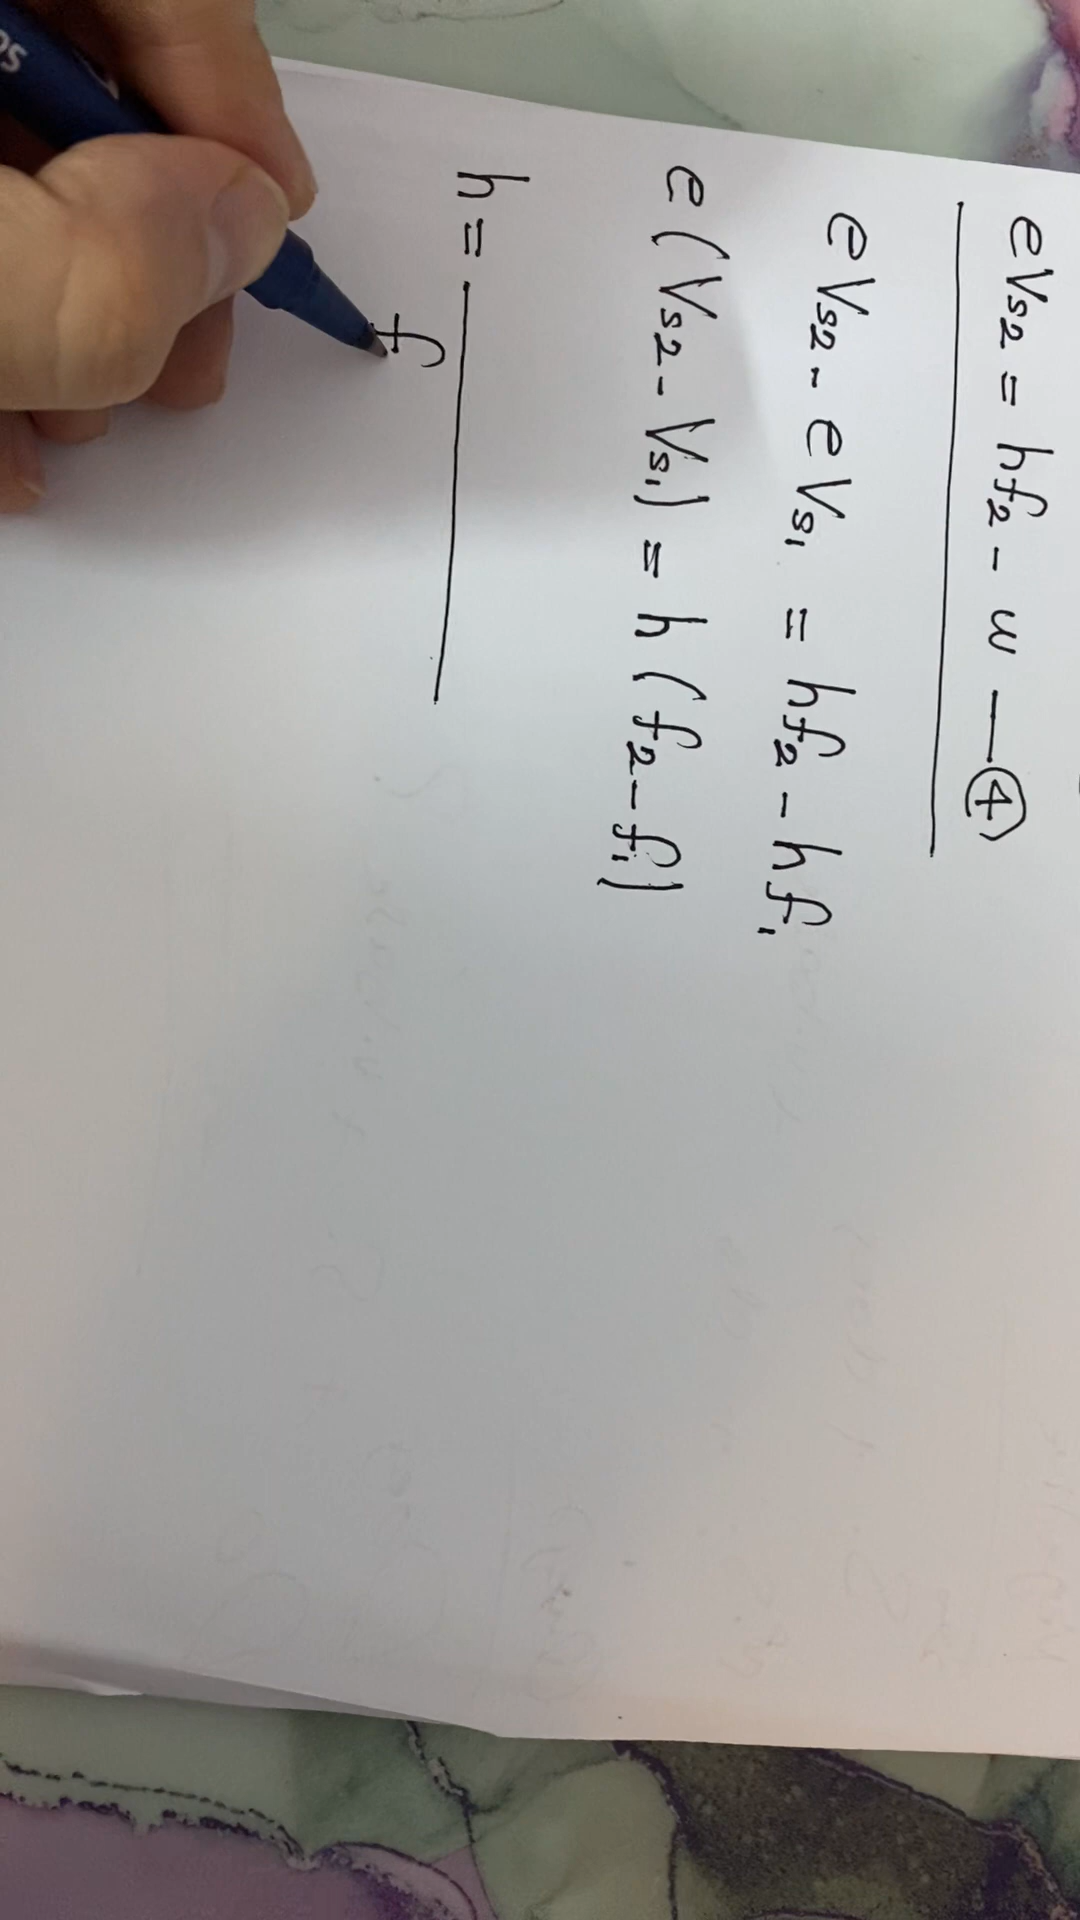 eVs2 = hf2 - w — ④
eVs2 - eVs1 = hf2 - hf1
e(Vs2 - Vs1) = h(f2 - f1)
h =
f